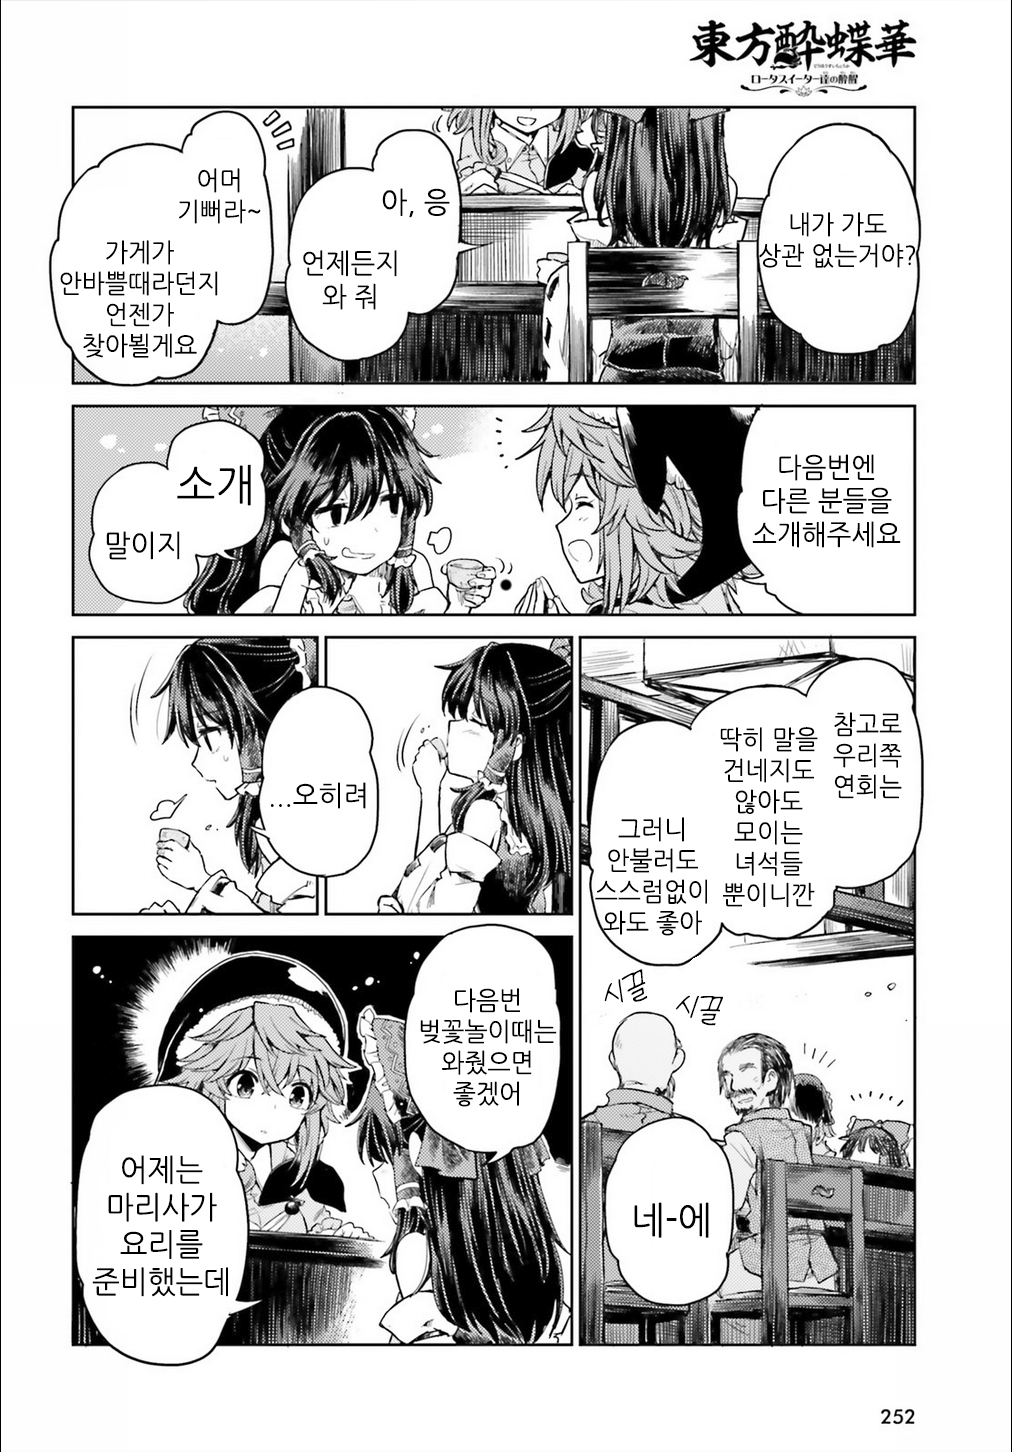 東方酔蝶華
ロータスイーター達の酔醒
내가 가도
상관 없는거야?
아, 응
언제든지
와 줘
어머
기뻐라~
가게가
안바쁠때라던지
언젠가
찾아뵐게요
다음번엔
다른 분들을
소개해주세요
소개
말이지
참고로
우리쪽
연회는
딱히 말을
건네지도
않아도
모이는
녀석들
뿐이니깐
그러니
안불러도
스스럼없이
와도 좋아
시끌
시끌
네-에
…오히려
다음번
벚꽃놀이때는
와줬으면
좋겠어
어제는
마리사가
요리를
준비했는데
252